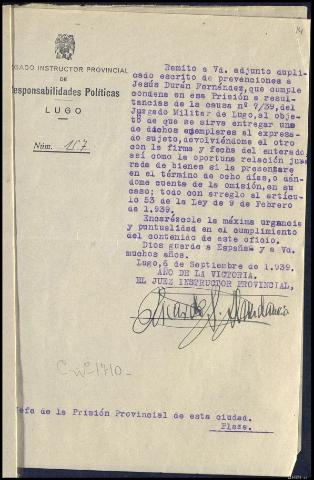 14
GADO INSTRUCTOR PROVINCIAL
DE
esponsabilidades Políticas
LUGO
Núm. 157
Remito a Vd. adjunto dupli
cado escrito de prevenciones a
Jesús Durán Fernández, que cumple
condena en esa Prisión a resul-
tancias de la causa nº 9/39, del
Juzgado Militar de Lugo, al obje-
to de que se sirva entregar uno
de dichos ejemplares al expresa-
do sujeto, devolviéndome el otro
con la firma y fecha del enterado
así como la oportuna relación jura
rada de bienes si la presentare
en el término de ocho días, o dán-
dome cuenta de la omisión, en su
caso; todo con arreglo al artícu-
lo 53 de la Ley de 9 de Febrero
de 1.939.
Encarézcole la máxima urgencia
y puntualidad en el cumplimiento
del contenido de este oficio.
Dios guarde a España y a Vd.
muchos años.
Lugo, 6 de Septiembre de 1.939.
AÑO DE LA VICTORIA.
EL JUEZ INSTRUCTOR PROVINCIAL,
C nº 1710-
Jefe de la Prisión Provincial de esta ciudad.
Plaza.